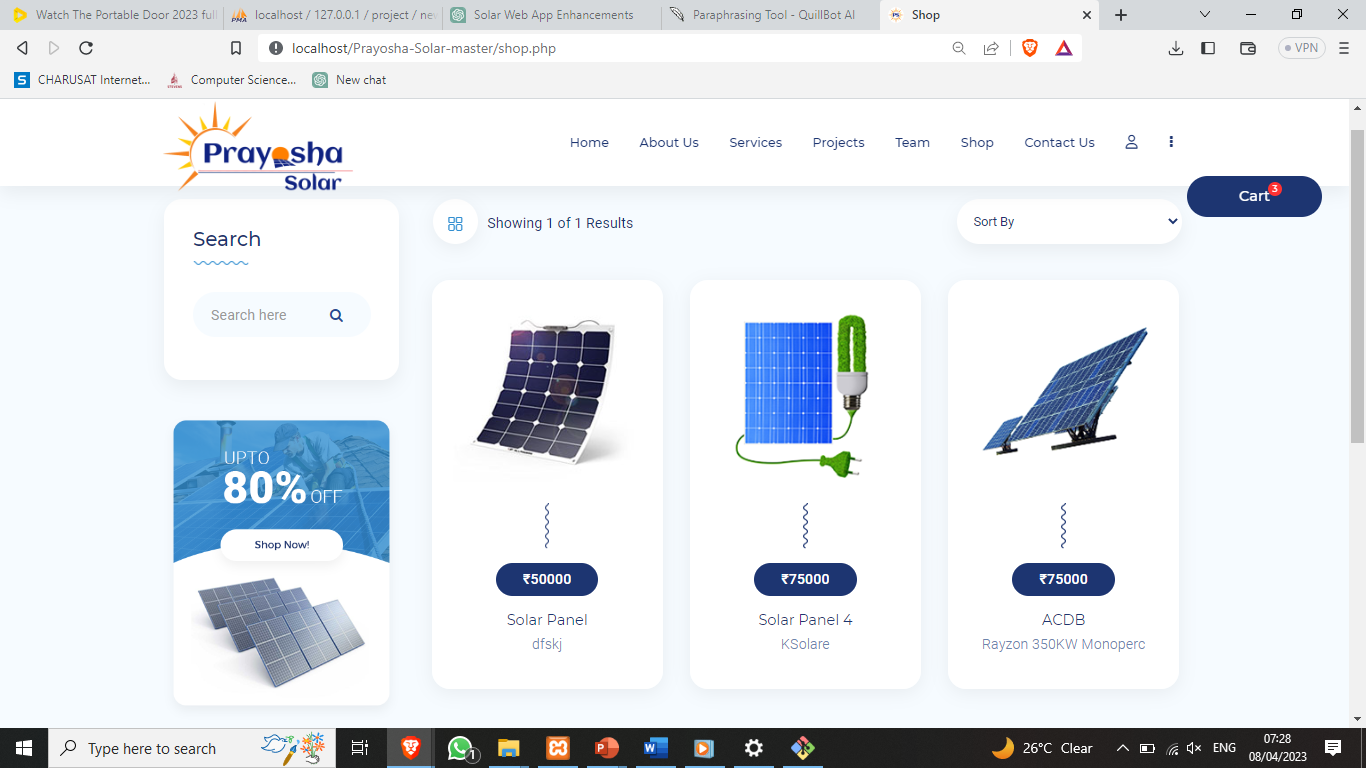 Watch The Portable Door 2023 full
localhost / 127.0.0.1 / project / new
Solar Web App Enhancements
Paraphrasing Tool - QuillBot AI
Shop
localhost/Prayosha-Solar-master/shop.php
VPN
CHARUSAT Internet...
Computer Science...
New chat
Prayosha
Solar
Home
About Us
Services
Projects
Team
Shop
Contact Us
Cart
3
Search
Search here
Showing 1 of 1 Results
Sort By
UPTO
80% OFF
Shop Now!
₹50000
Solar Panel
dfskj
₹75000
Solar Panel 4
KSolare
₹75000
ACDB
Rayzon 350KW Monoperc
Type here to search
1
26°C Clear
ENG
07:28
08/04/2023